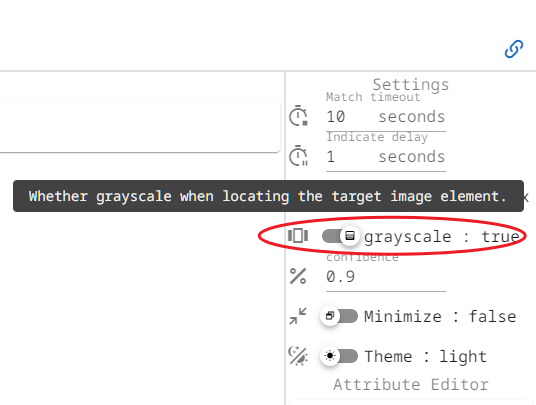 Settings
Match timeout
10 seconds
Indicate delay
1 seconds
Whether grayscale when locating the target image element.
x
grayscale : true
confidence
0.9
Minimize : false
Theme : light
Attribute Editor